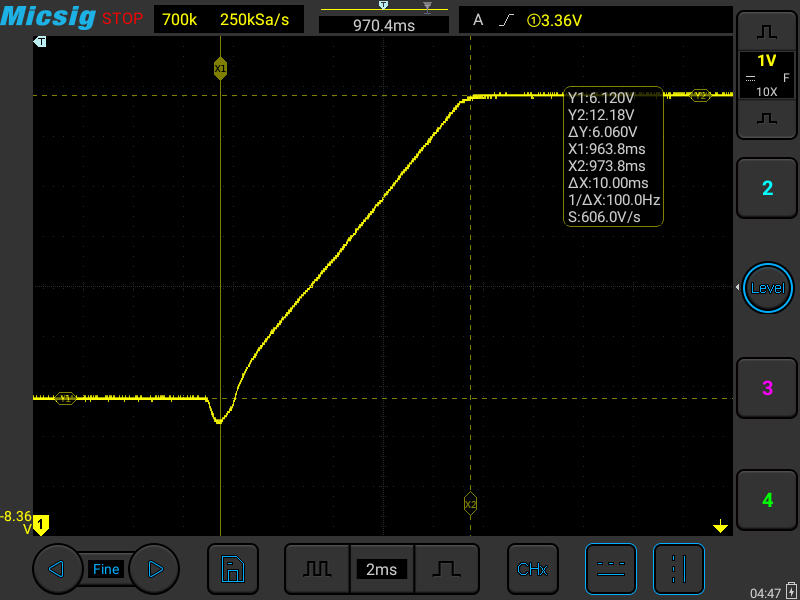 Micsig STOP 700k 250kSa/s 970.4ms A ①3.36V
T
T
X1
1V
F
10X
Y2
Y1:6.120V
Y2:12.18V
ΔY:6.060V
X1:963.8ms
X2:973.8ms
ΔX:10.00ms
1/ΔX:100.0Hz
S:606.0V/s
2
Level
Y1
3
X2
4
-8.36
V
1
Fine
2ms
CHx
04:47